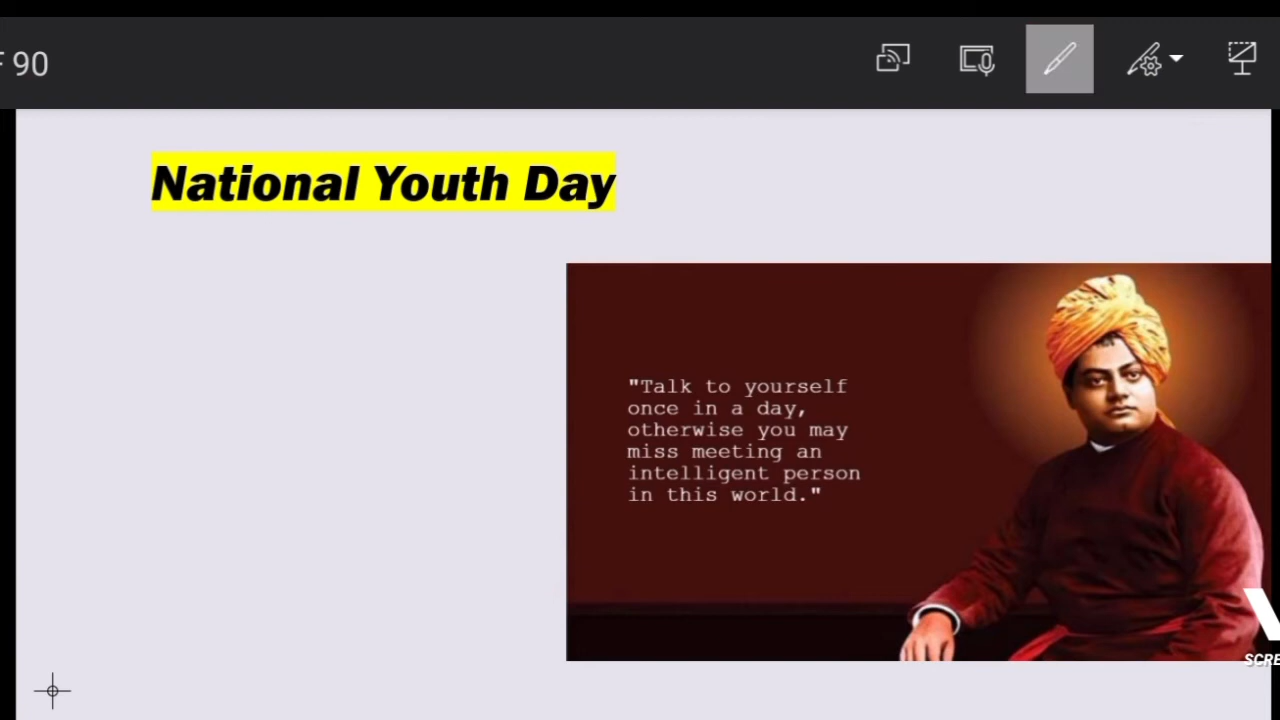 F 90
National Youth Day
"Talk to yourself
once in a day,
otherwise you may
miss meeting an
intelligent person
in this world."
SCRE